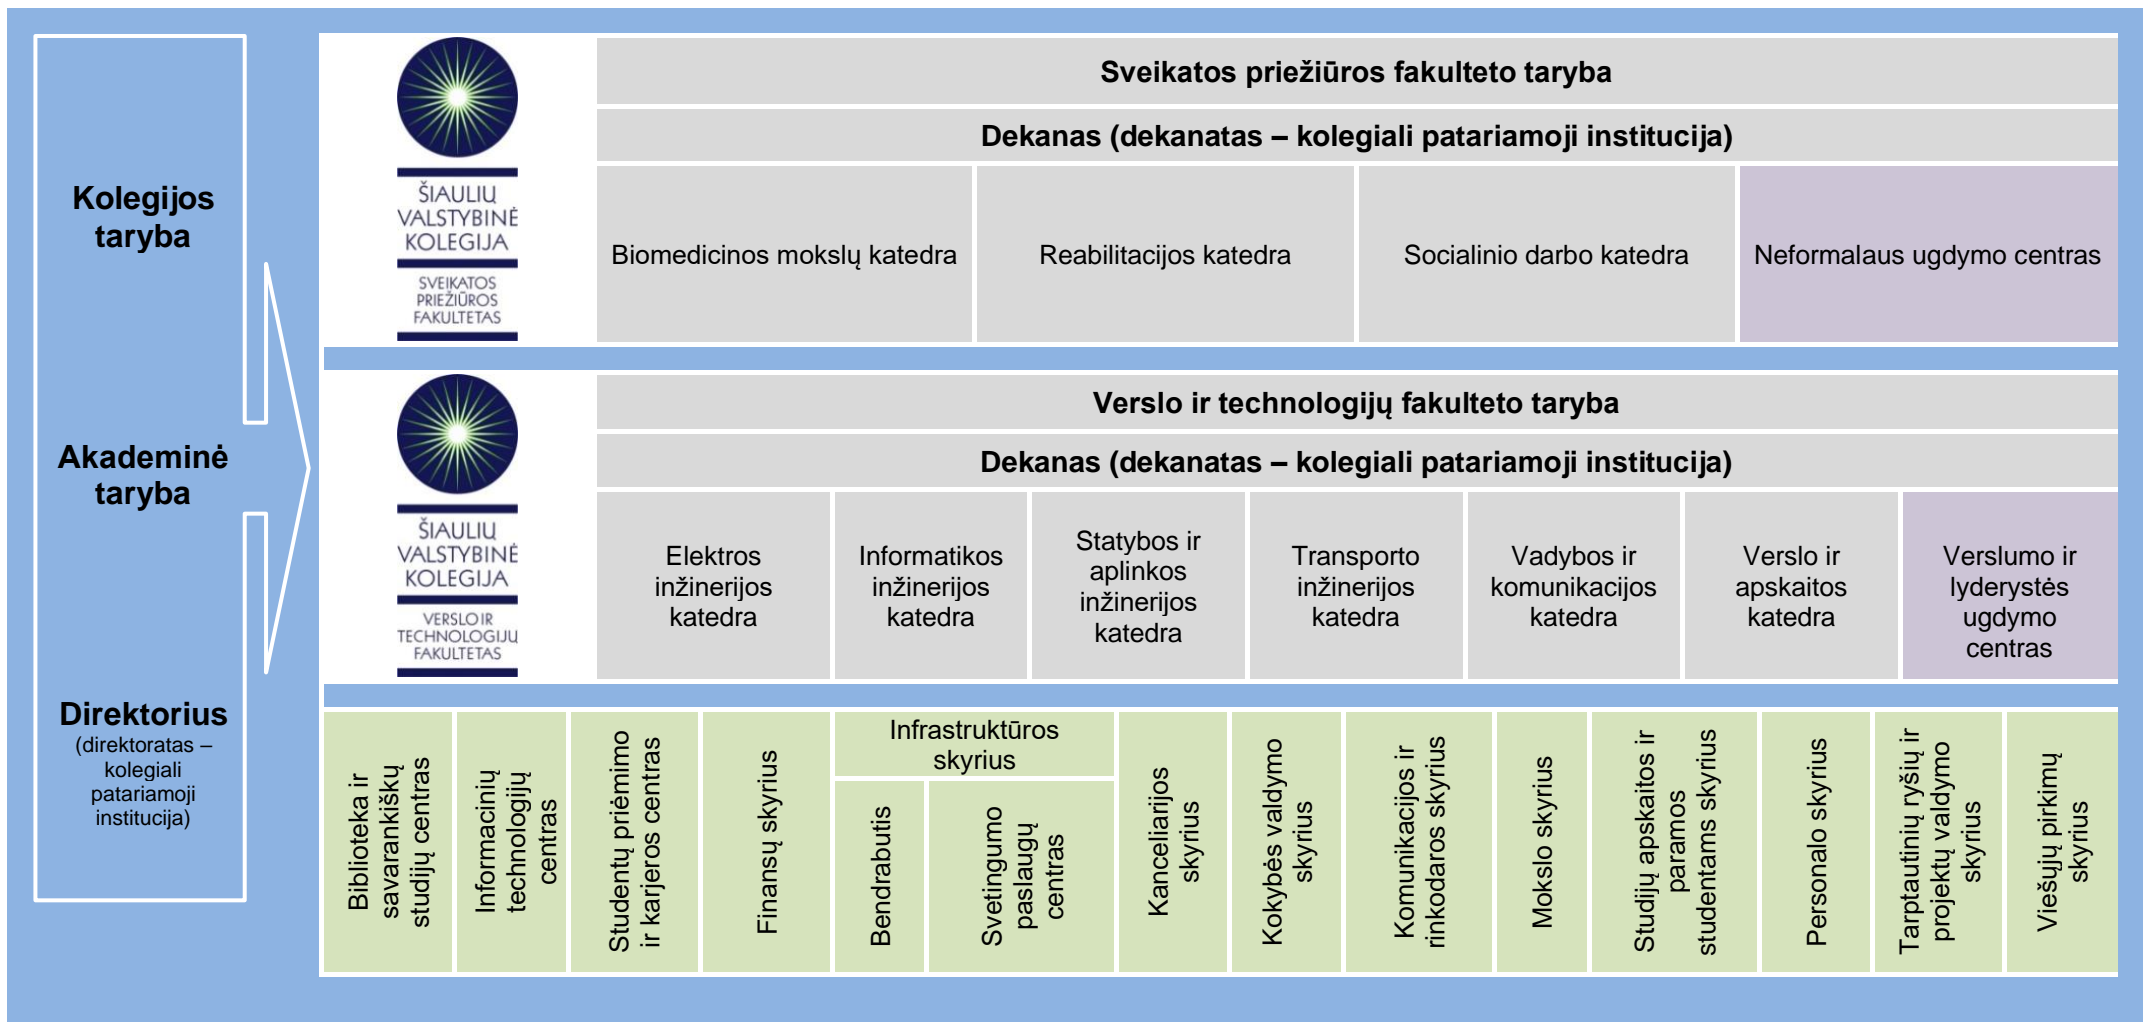 Kolegijos
taryba
Akademinė
taryba
Direktorius
(direktoratas –
kolegiali
patariamoji
institucija)
ŠIAULIŲ
VALSTYBINĖ
KOLEGIJA
SVEIKATOS
PRIEŽIŪROS
FAKULTETAS
Sveikatos priežiūros fakulteto taryba
Dekanas (dekanatas – kolegiali patariamoji institucija)
Biomedicinos mokslų katedra
Reabilitacijos katedra
Socialinio darbo katedra
Neformalaus ugdymo centras
ŠIAULIŲ
VALSTYBINĖ
KOLEGIJA
VERSLO IR
TECHNOLOGIJŲ
FAKULTETAS
Verslo ir technologijų fakulteto taryba
Dekanas (dekanatas – kolegiali patariamoji institucija)
Elektros
inžinerijos
katedra
Informatikos
inžinerijos
katedra
Statybos ir
aplinkos
inžinerijos
katedra
Transporto
inžinerijos
katedra
Vadybos ir
komunikacijos
katedra
Verslo ir
apskaitos
katedra
Verslumo ir
lyderystės
ugdymo
centras
Biblioteka ir
savarankiškų
studijų centras
Informacinių
technologijų
centras
Studentų priėmimo
ir karjeros centras
Finansų skyrius
Infrastruktūros
skyrius
Bendrabutis
Svetingumo
paslaugų
centras
Kanceliarijos
skyrius
Kokybės valdymo
skyrius
Komunikacijos ir
rinkodaros skyrius
Mokslo skyrius
Studijų apskaitos ir
paramos
studentams skyrius
Personalo skyrius
Tarptautinių ryšių ir
projektų valdymo
skyrius
Viešųjų pirkimų
skyrius